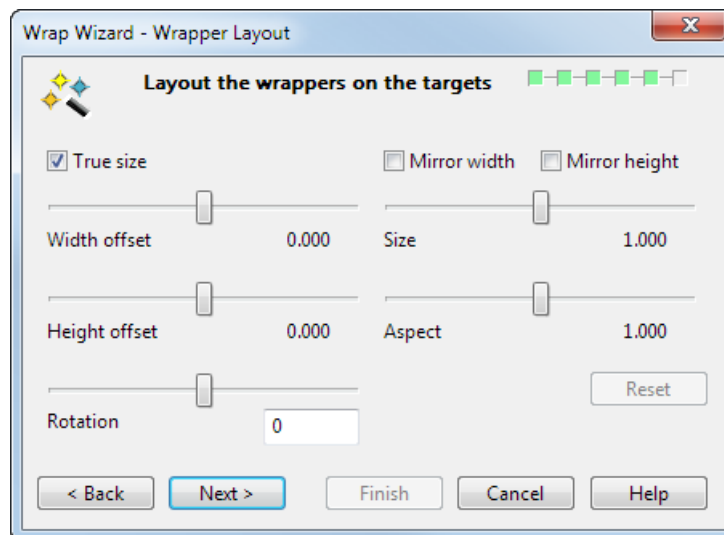 Wrap Wizard - Wrapper Layout
Layout the wrappers on the targets
True size
Mirror width
Mirror height
Width offset 0.000
Size 1.000
Height offset 0.000
Aspect 1.000
Reset
Rotation 0
< Back
Next >
Finish
Cancel
Help